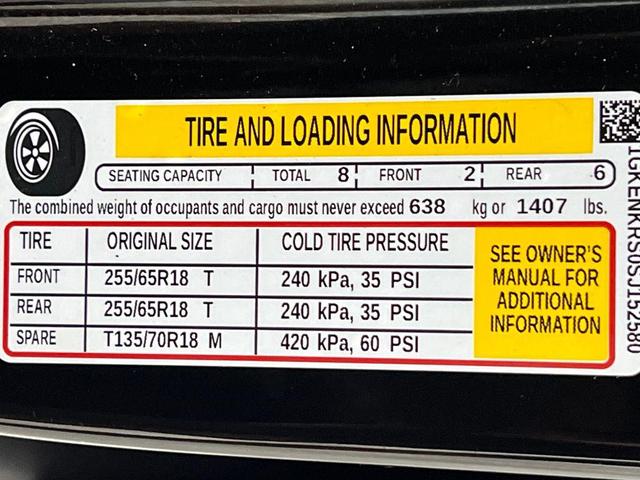 TIRE AND LOADING INFORMATION
SEATING CAPACITY TOTAL 8 FRONT 2 REAR 6
The combined weight of occupants and cargo must never exceed 638 kg or 1407 lbs.
TIRE ORIGINAL SIZE COLD TIRE PRESSURE
FRONT 255/65R18 T 240 kPa, 35 PSI
REAR 255/65R18 T 240 kPa, 35 PSI
SPARE T135/70R18 M 420 kPa, 60 PSI
SEE OWNER'S
MANUAL FOR
ADDITIONAL
INFORMATION